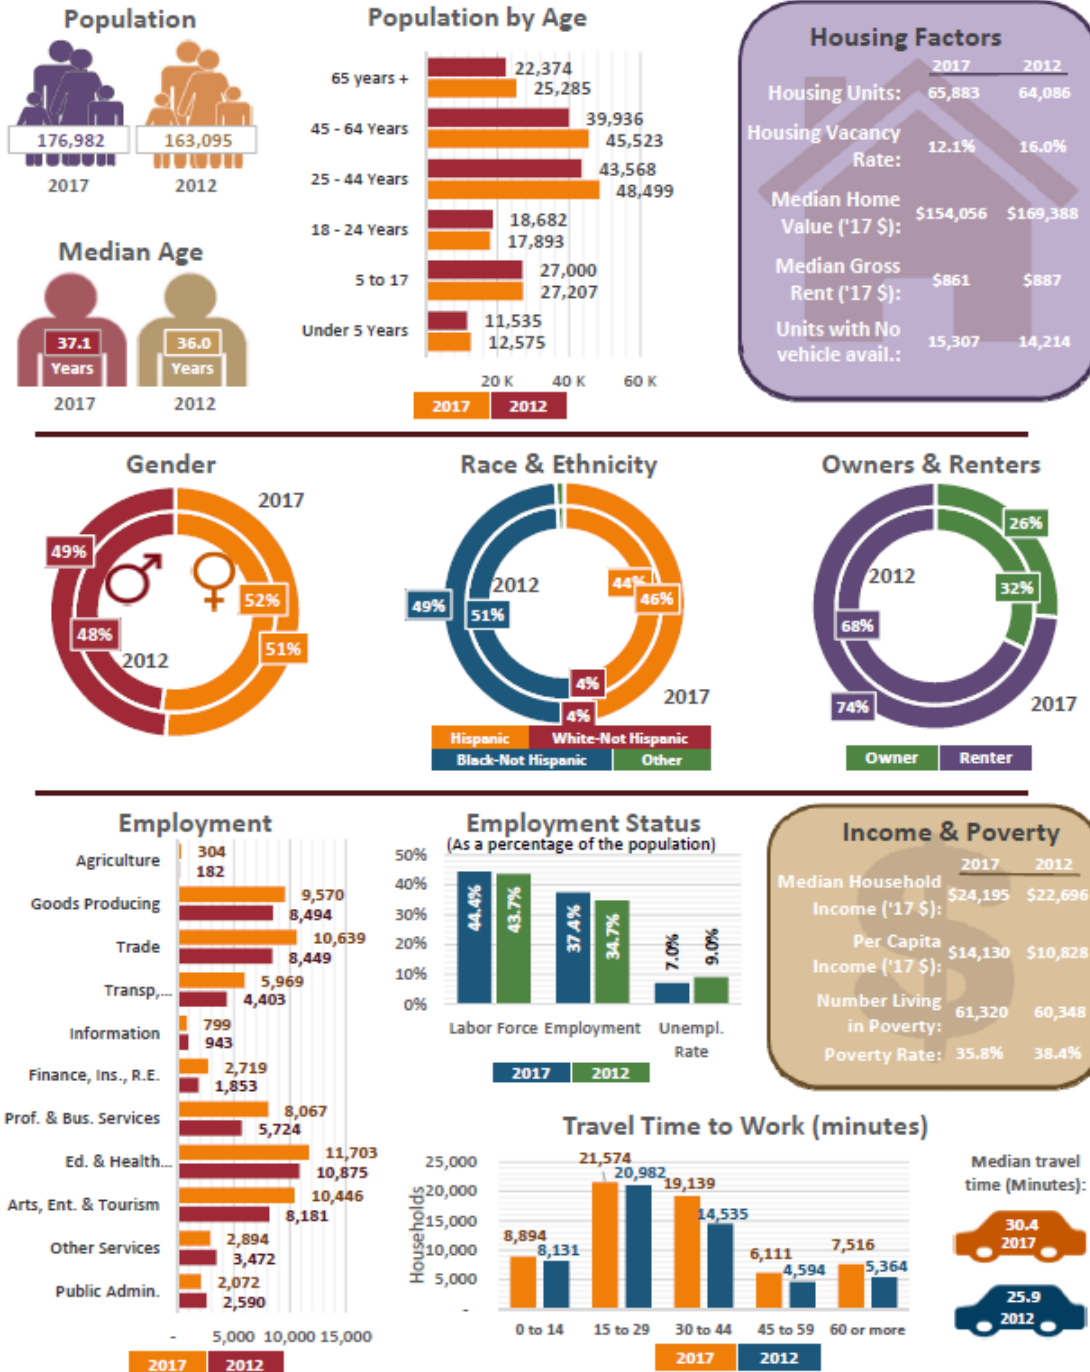 Population
176,982
163,095
2017
2012
Median Age
37.1
Years
36.0
Years
2017
2012
Population by Age
65 years +
22,374
25,285
45 - 64 Years
39,936
45,523
25 - 44 Years
43,568
48,499
18 - 24 Years
18,682
17,893
5 to 17
27,000
27,207
Under 5 Years
11,535
12,575
20 K 40 K 60 K
2017 2012
Housing Factors
2017 2012
Housing Units: 65,883 64,086
Housing Vacancy
Rate: 12.1% 16.0%
Median Home
Value ('17 $): $154,056 $169,388
Median Gross
Rent ('17 $): $861 $887
Units with No
vehicle avail.: 15,307 14,214
Gender
2017
49%
52%
48%
51%
2012
Race & Ethnicity
2012
44%
46%
49%
51%
4%
4%
2017
Hispanic White-Not Hispanic
Black-Not Hispanic Other
Owners & Renters
26%
2012
32%
68%
74%
2017
Owner Renter
Employment
Agriculture
304
182
Goods Producing
9,570
8,494
Trade
10,639
8,449
Transp,...
5,969
4,403
Information
799
943
Finance, Ins., R.E.
2,719
1,853
Prof. & Bus. Services
8,067
5,724
Ed. & Health...
11,703
10,875
Arts, Ent. & Tourism
10,446
8,181
Other Services
2,894
3,472
Public Admin.
2,072
2,590
- 5,000 10,000 15,000
2017 2012
Employment Status
(As a percentage of the population)
50%
40%
30%
20%
10%
0%
44.4%
43.7%
37.4%
34.7%
7.0%
9.0%
Labor Force Employment Unempl.
Rate
2017 2012
Income & Poverty
2017 2012
Median Household
Income ('17 $): $24,195 $22,696
Per Capita
Income ('17 $): $14,130 $10,828
Number Living
in Poverty: 61,320 60,348
Poverty Rate: 35.8% 38.4%
Travel Time to Work (minutes)
Households
25,000
20,000
15,000
10,000
5,000
-
8,894
8,131
21,574
20,982
19,139
14,535
6,111
4,594
7,516
5,364
0 to 14 15 to 29 30 to 44 45 to 59 60 or more
2017 2012
Median travel
time (Minutes):
30.4
2017
25.9
2012